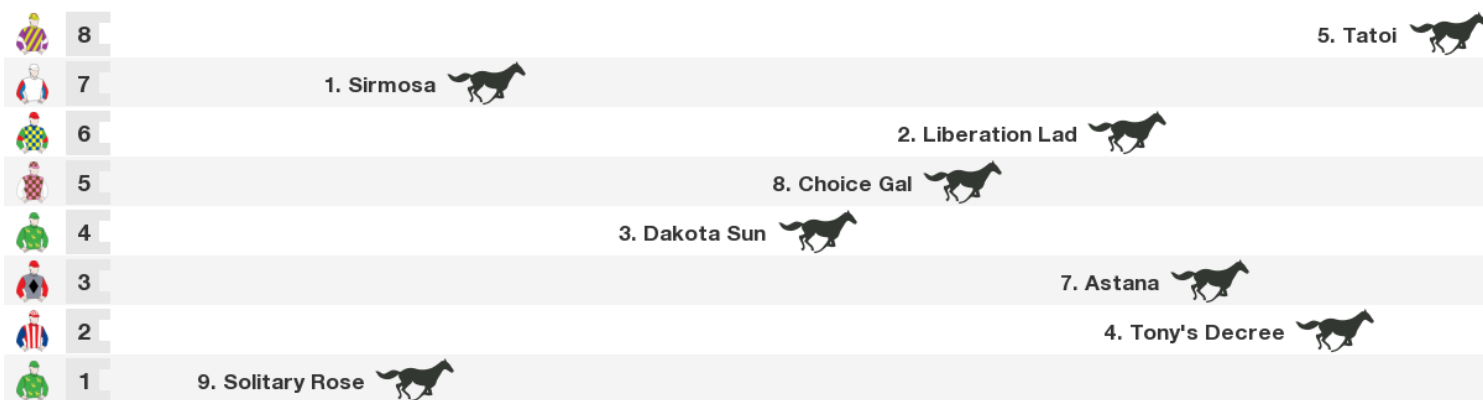 8 5. Tatoi
7 1. Sirmosa
6 2. Liberation Lad
5 8. Choice Gal
4 3. Dakota Sun
3 7. Astana
2 4. Tony's Decree
1 9. Solitary Rose